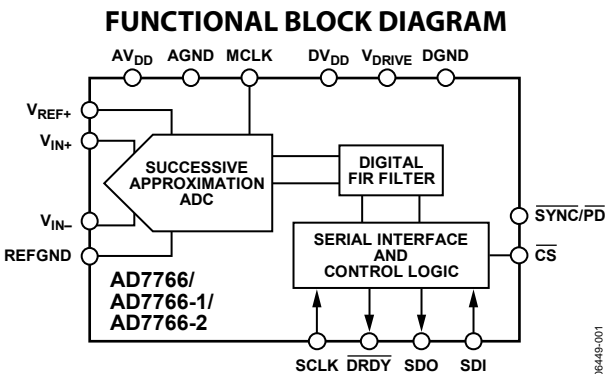 FUNCTIONAL BLOCK DIAGRAM
AVDD AGND MCLK DVDD VDRIVE DGND
VREF+
VIN+
VIN–
REFGND
SUCCESSIVE
APPROXIMATION
ADC
DIGITAL
FIR FILTER
SERIAL INTERFACE
AND
CONTROL LOGIC
SYNC/PD
CS
AD7766/
AD7766-1/
AD7766-2
SCLK DRDY SDO SDI
06449-001